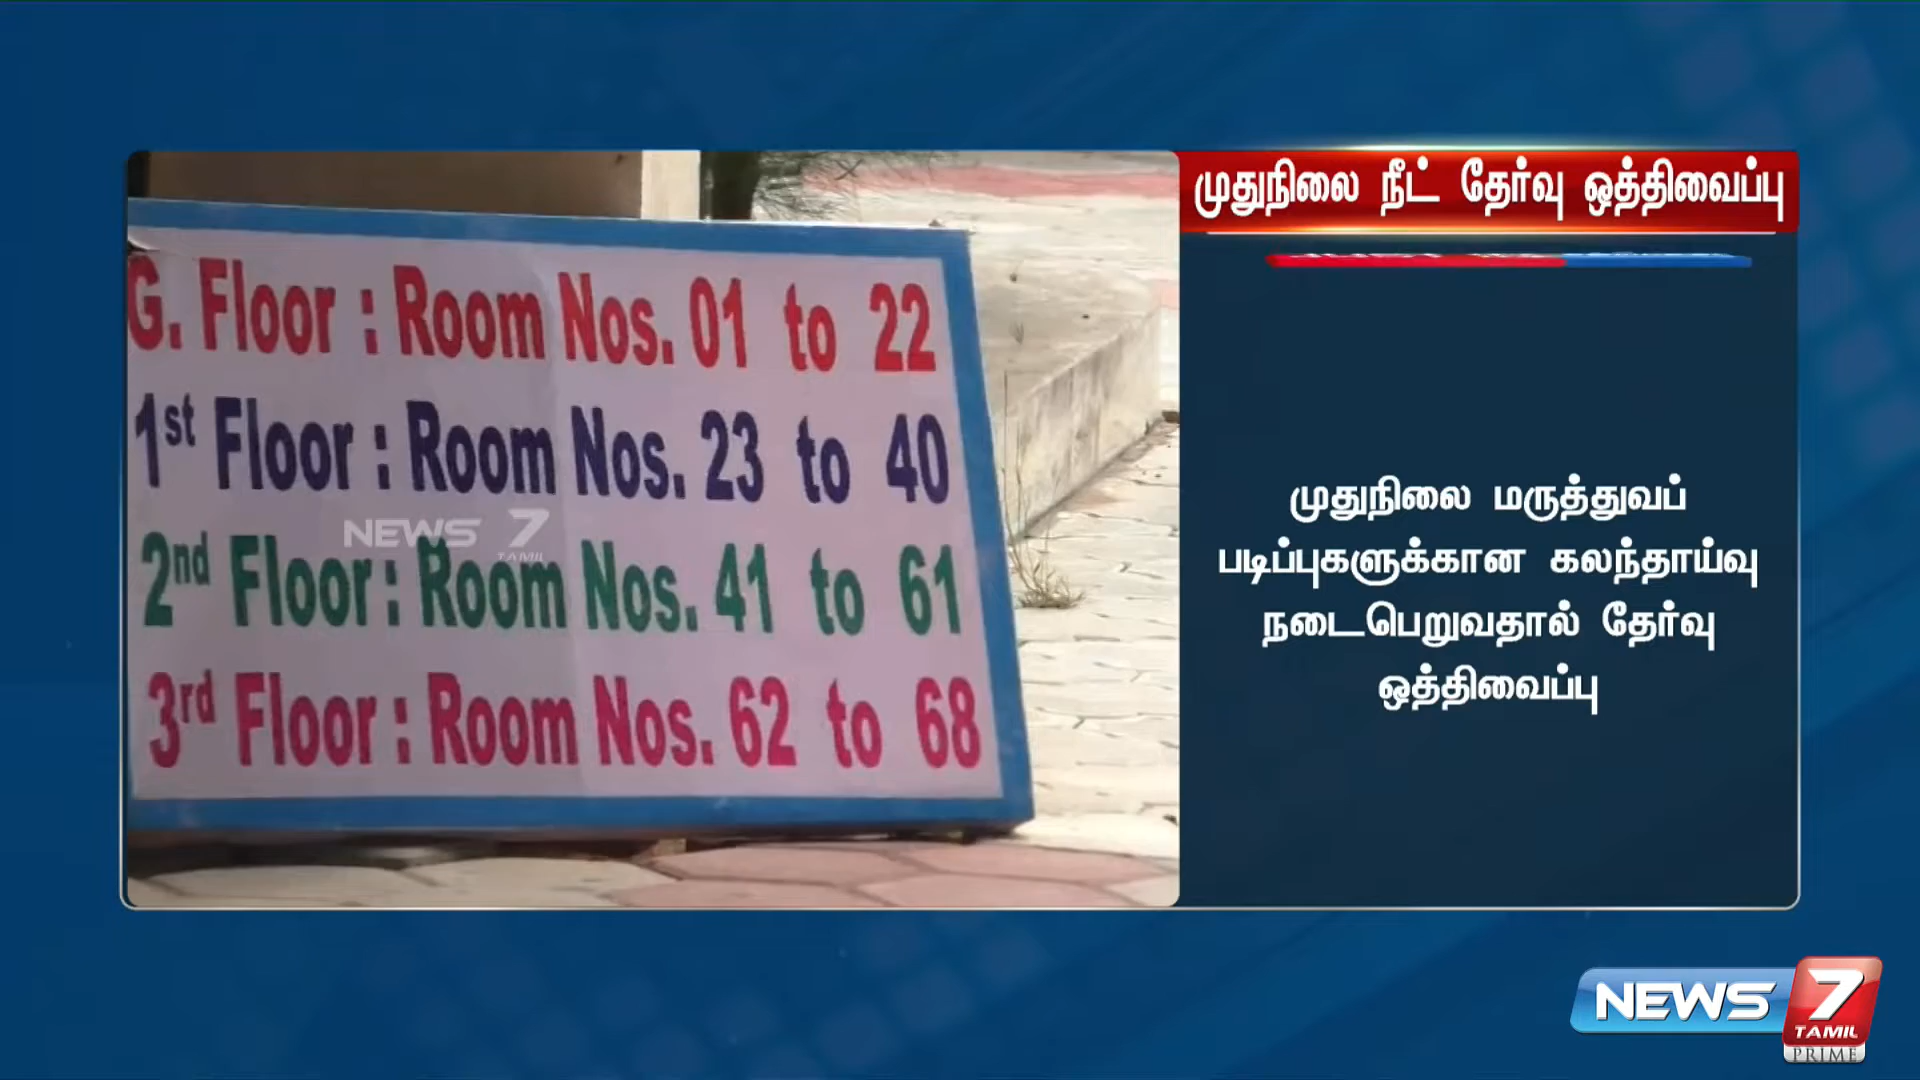 முதுநிலை நீட் தேர்வு ஒத்திவைப்பு
G. Floor : Room Nos. 01 to 22
1st Floor : Room Nos. 23 to 40
2nd Floor : Room Nos. 41 to 61
3rd Floor : Room Nos. 62 to 68
NEWS 7
TAMIL
முதுநிலை மருத்துவப்
படிப்புகளுக்கான கலந்தாய்வு
நடைபெறுவதால் தேர்வு
ஒத்திவைப்பு
NEWS 7
TAMIL
PRIME